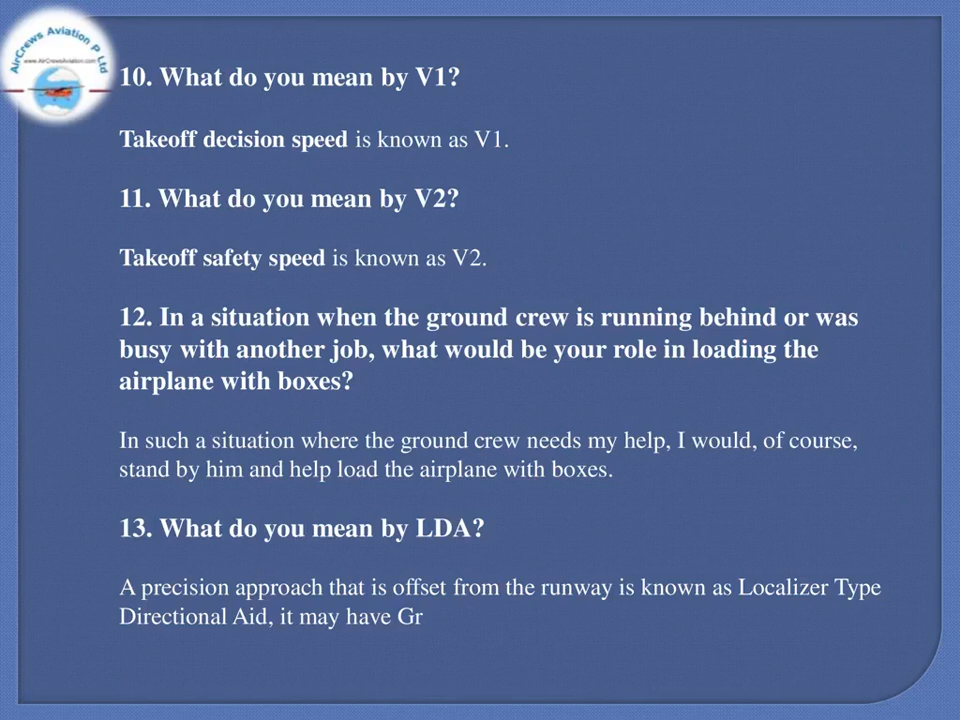 AirCrews Aviation P Ltd
www.AirCrewsAviation.com
10. What do you mean by V1?
Takeoff decision speed is known as V1.
11. What do you mean by V2?
Takeoff safety speed is known as V2.
12. In a situation when the ground crew is running behind or was
busy with another job, what would be your role in loading the
airplane with boxes?
In such a situation where the ground crew needs my help, I would, of course,
stand by him and help load the airplane with boxes.
13. What do you mean by LDA?
A precision approach that is offset from the runway is known as Localizer Type
Directional Aid, it may have Gr